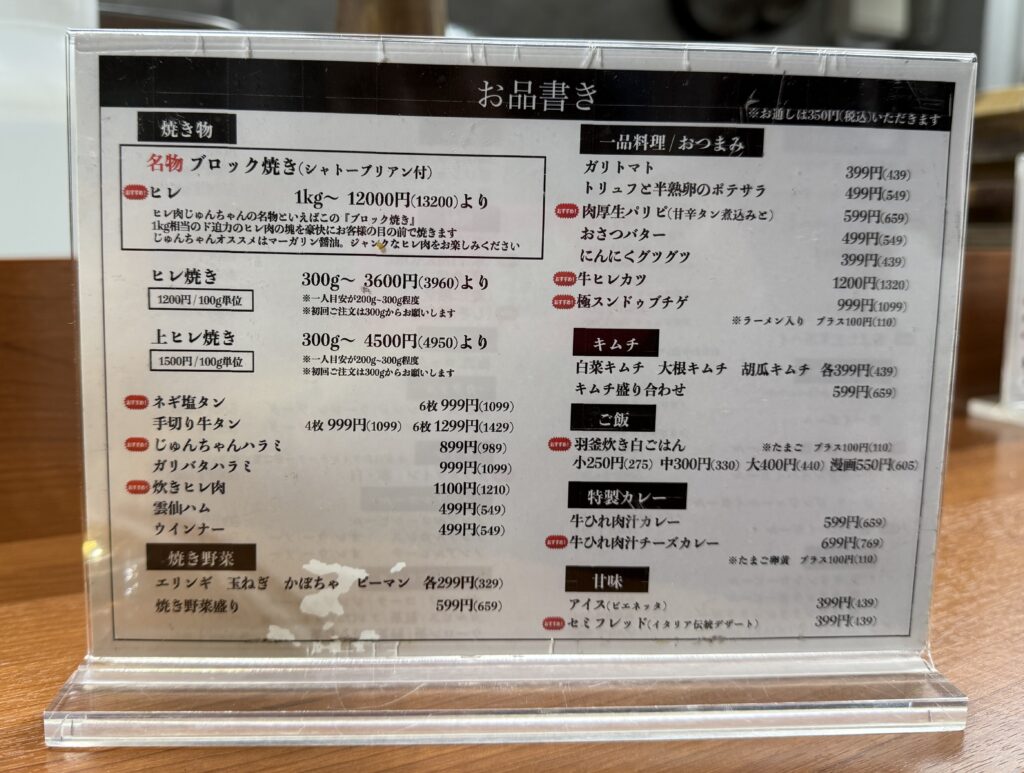 お品書き
※お通しは350円(税込)いただきます
焼き物
名物 ブロック焼き(シャトーブリアン付)
おすすめ! ヒレ 1kg〜 12000円(13200)より
ヒレ肉じゅんちゃんの名物といえばこの『ブロック焼き』
1kg相当のド迫力のヒレ肉の塊を豪快にお客様の目の前で焼きます
じゅんちゃんオススメはマーガリン醤油。ジャンクなヒレ肉をお楽しみください
ヒレ焼き 300g〜 3600円(3960)より
1200円/100g単位
※一人目安が200g~300g程度
※初回ご注文は300gからお願いします
上ヒレ焼き 300g〜 4500円(4950)より
1500円/100g単位
※一人目安が200g~300g程度
※初回ご注文は300gからお願いします
おすすめ! ネギ塩タン 6枚 999円(1099)
手切り牛タン 4枚 999円(1099) 6枚 1299円(1429)
おすすめ! じゅんちゃんハラミ 899円(989)
ガリバタハラミ 999円(1099)
おすすめ! 炊きヒレ肉 1100円(1210)
雲仙ハム 499円(549)
ウインナー 499円(549)
焼き野菜
エリンギ 玉ねぎ かぼちゃ ピーマン 各299円(329)
焼き野菜盛り 599円(659)
一品料理/おつまみ
ガリトマト 399円(439)
トリュフと半熟卵のポテサラ 499円(549)
おすすめ! 肉厚生パリピ(甘辛タン煮込みと) 599円(659)
おさつバター 499円(549)
にんにくグツグツ 399円(439)
おすすめ! 牛ヒレカツ 1200円(1320)
おすすめ! 極スンドゥブチゲ 999円(1099)
※ラーメン入り プラス100円(110)
キムチ
白菜キムチ 大根キムチ 胡瓜キムチ 各399円(439)
キムチ盛り合わせ 599円(659)
ご飯
おすすめ! 羽釜炊き白ごはん ※たまご プラス100円(110)
小250円(275) 中300円(330) 大400円(440) 漫画550円(605)
特製カレー
牛ひれ肉汁カレー 599円(659)
おすすめ! 牛ひれ肉汁チーズカレー 699円(769)
※たまご卵黄 プラス100円(110)
甘味
アイス(ビエネッタ) 399円(439)
おすすめ! セミフレッド(イタリア伝統デザート) 399円(439)